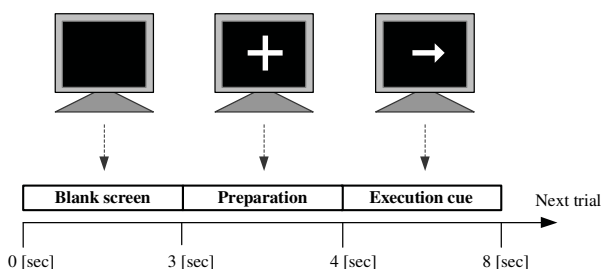 Blank screen Preparation Execution cue
Next trial
0 [sec] 3 [sec] 4 [sec] 8 [sec]